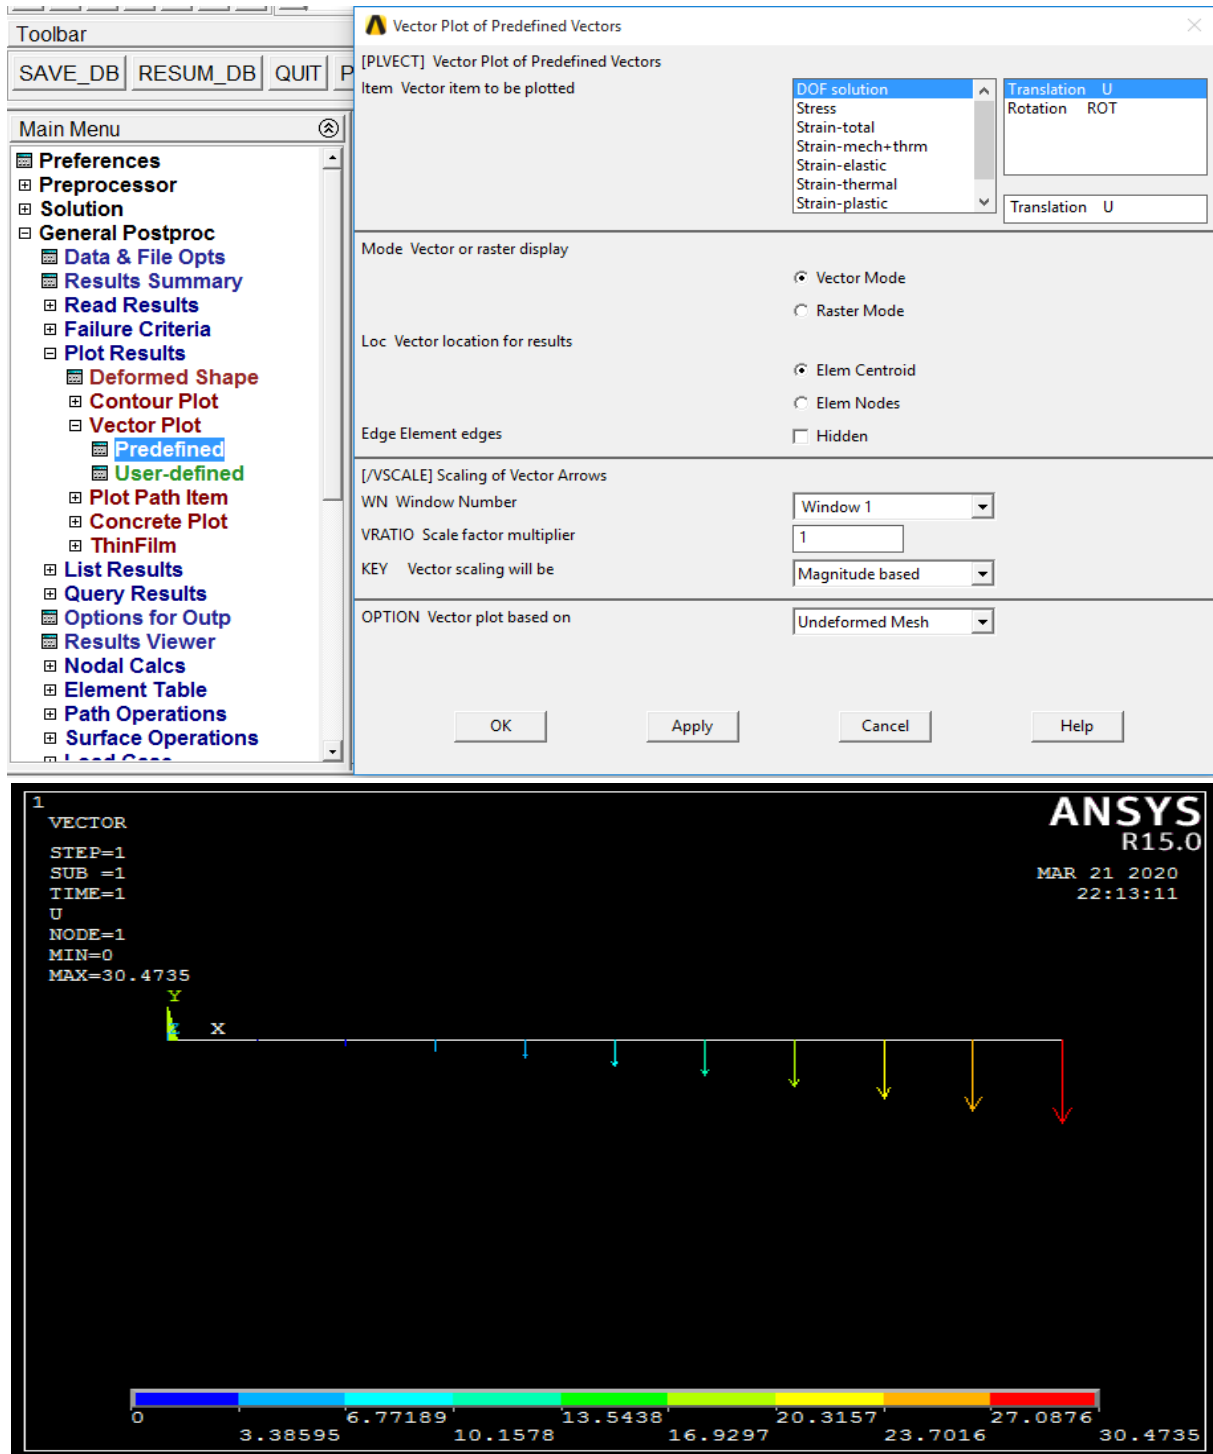 Toolbar
SAVE_DB RESUM_DB QUIT
Main Menu
Preferences
Preprocessor
Solution
General Postproc
Data & File Opts
Results Summary
Read Results
Failure Criteria
Plot Results
Deformed Shape
Contour Plot
Vector Plot
Predefined
User-defined
Plot Path Item
Concrete Plot
ThinFilm
List Results
Query Results
Options for Outp
Results Viewer
Nodal Calcs
Element Table
Path Operations
Surface Operations
Load Case
Vector Plot of Predefined Vectors
[PLVECT] Vector Plot of Predefined Vectors
Item Vector item to be plotted
DOF solution
Stress
Strain-total
Strain-mech+thrm
Strain-elastic
Strain-thermal
Strain-plastic
Translation U
Rotation ROT
Translation U
Mode Vector or raster display
Vector Mode
Raster Mode
Loc Vector location for results
Elem Centroid
Elem Nodes
Edge Element edges
Hidden
[/VSCALE] Scaling of Vector Arrows
WN Window Number
Window 1
VRATIO Scale factor multiplier
1
KEY Vector scaling will be
Magnitude based
OPTION Vector plot based on
Undeformed Mesh
OK Apply Cancel Help
1
VECTOR
STEP=1
SUB =1
TIME=1
U
NODE=1
MIN=0
MAX=30.4735
ANSYS
R15.0
MAR 21 2020
22:13:11
Y
Z X
0 6.77189 13.5438 20.3157 27.0876
3.38595 10.1578 16.9297 23.7016 30.4735